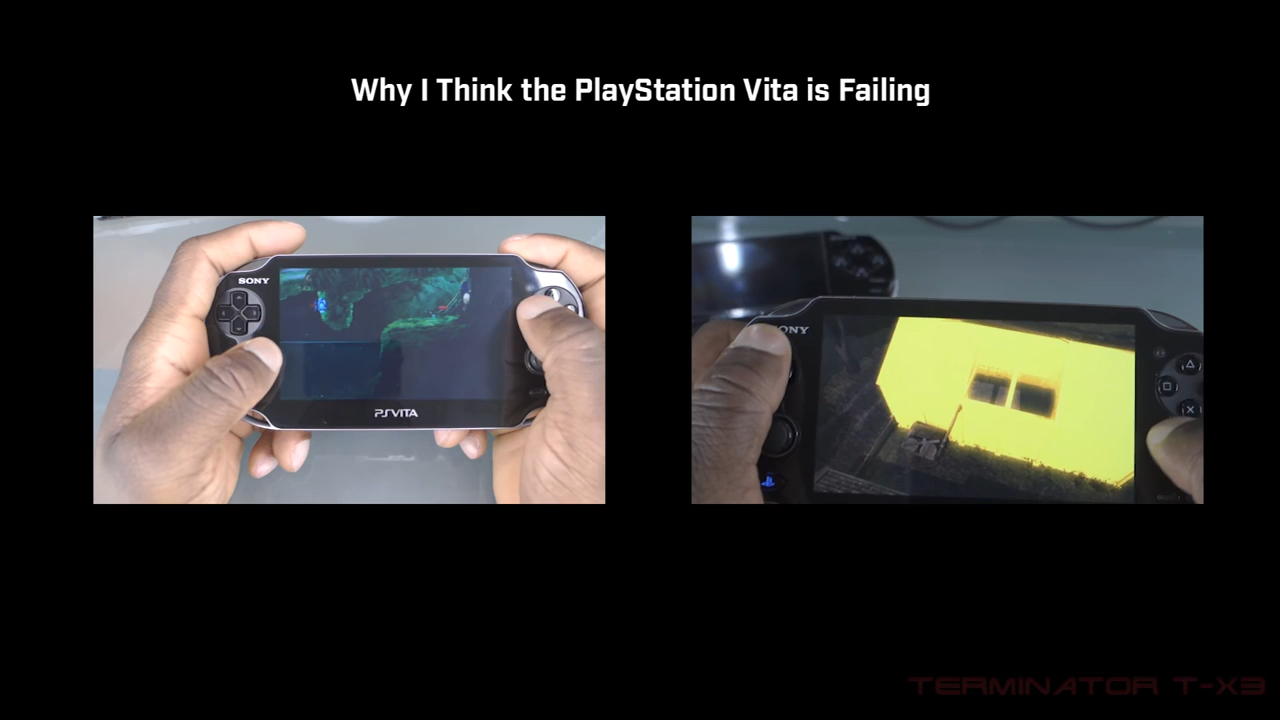 Why I Think the PlayStation Vita is Failing
SONY
PSVITA
SONY
TERMINATOR T-X3